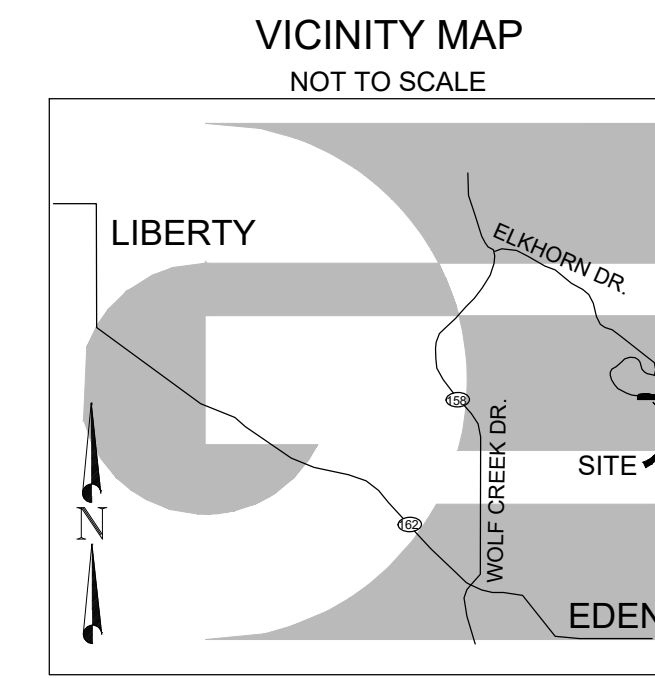 VICINITY MAP
NOT TO SCALE
LIBERTY
ELKHORN DR.
158
WOLF CREEK DR.
SITE
N
162
EDEN